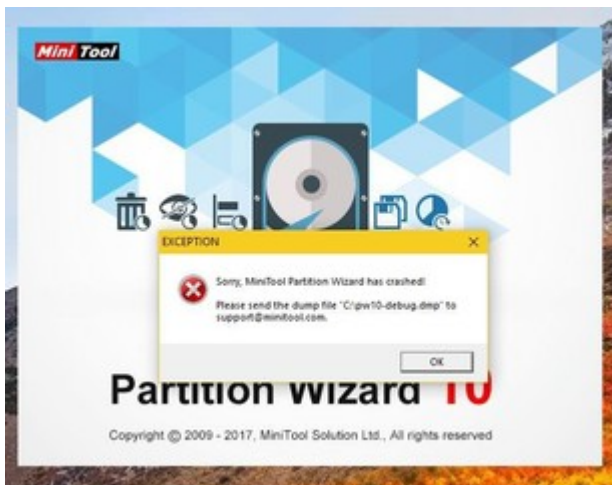 Mini Tool
EXCEPTION
Sorry, MiniTool Partition Wizard has crashed!
Please send the dump file "C:\pw10-debug.dmp" to
support@minitool.com.
OK
Partition Wizard 10
Copyright © 2009 - 2017, MiniTool Solution Ltd., All rights reserved